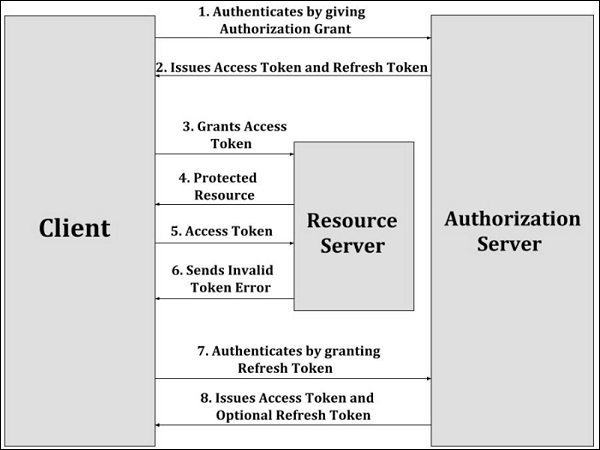 1. Authenticates by giving
Authorization Grant
2. Issues Access Token and Refresh Token
3. Grants Access
Token
4. Protected
Resource
5. Access Token
6. Sends Invalid
Token Error
Client
Resource
Server
Authorization
Server
7. Authenticates by granting
Refresh Token
8. Issues Access Token and
Optional Refresh Token